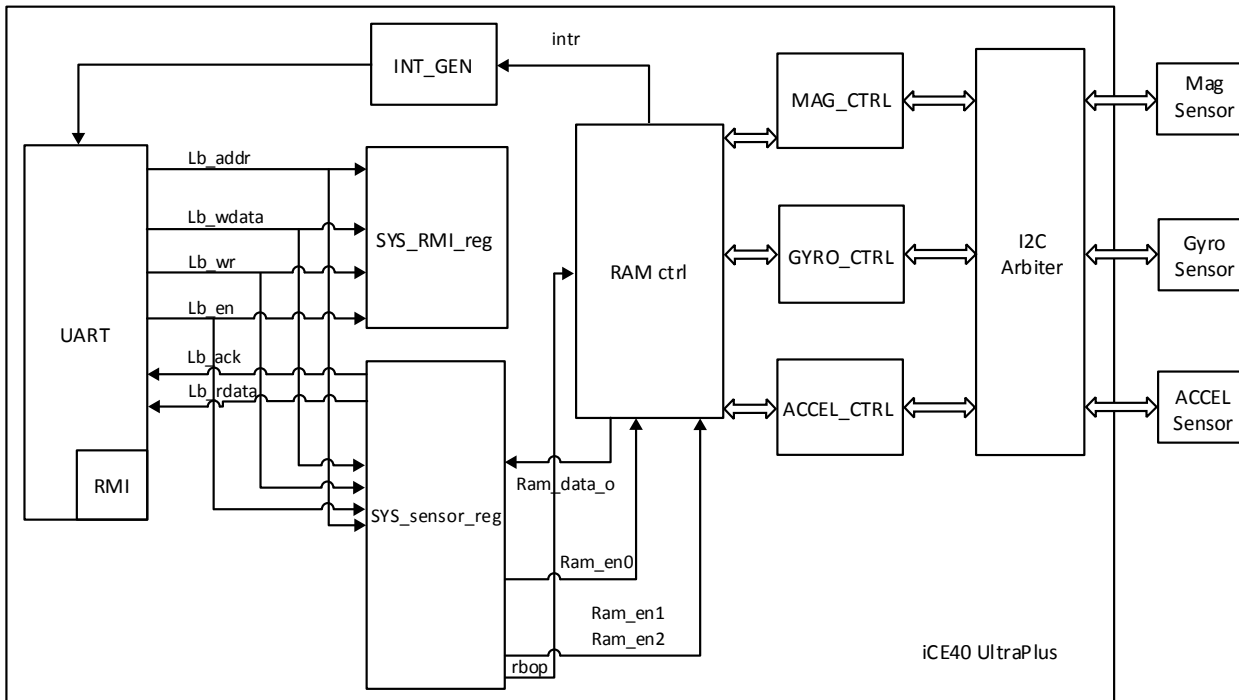 intr
INT_GEN
MAG_CTRL
Mag
Sensor
Lb_addr
Lb_wdata
SYS_RMI_reg
Lb_wr
RAM ctrl
GYRO_CTRL
I2C
Arbiter
Gyro
Sensor
Lb_en
UART
Lb_ack
Lb_rdata
ACCEL_CTRL
ACCEL
Sensor
RMI
Ram_data_o
SYS_sensor_reg
Ram_en0
Ram_en1
Ram_en2
rbop
iCE40 UltraPlus